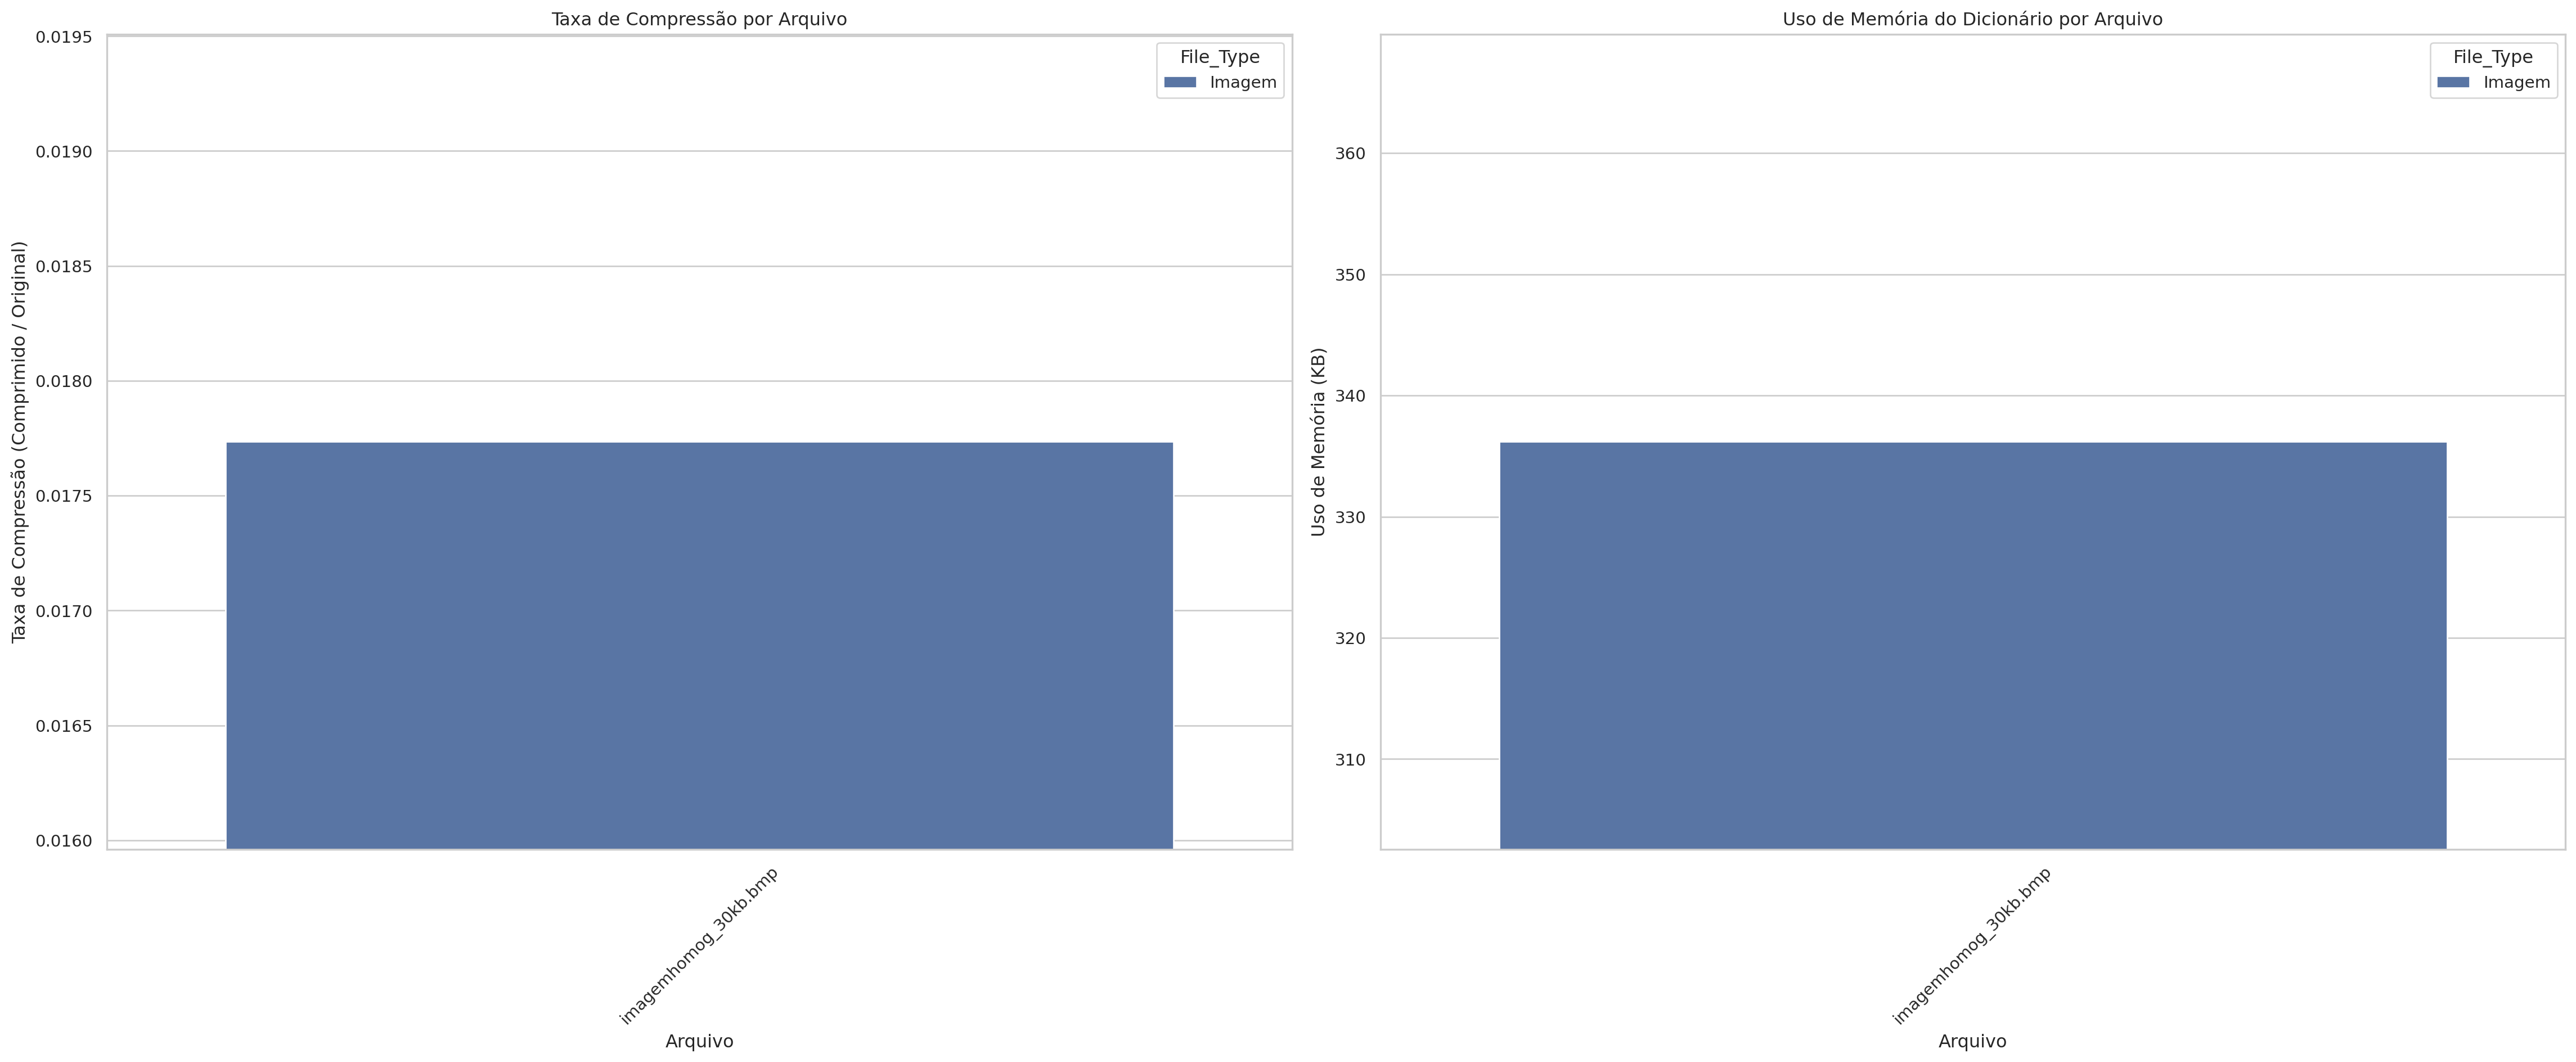 Taxa de Compressão por Arquivo
Taxa de Compressão (Comprimido / Original)
0.0195
0.0190
0.0185
0.0180
0.0175
0.0170
0.0165
0.0160
File_Type
Imagem
imagemhomog_30kb.bmp
Arquivo
Uso de Memória do Dicionário por Arquivo
Uso de Memória (KB)
360
350
340
330
320
310
File_Type
Imagem
imagemhomog_30kb.bmp
Arquivo